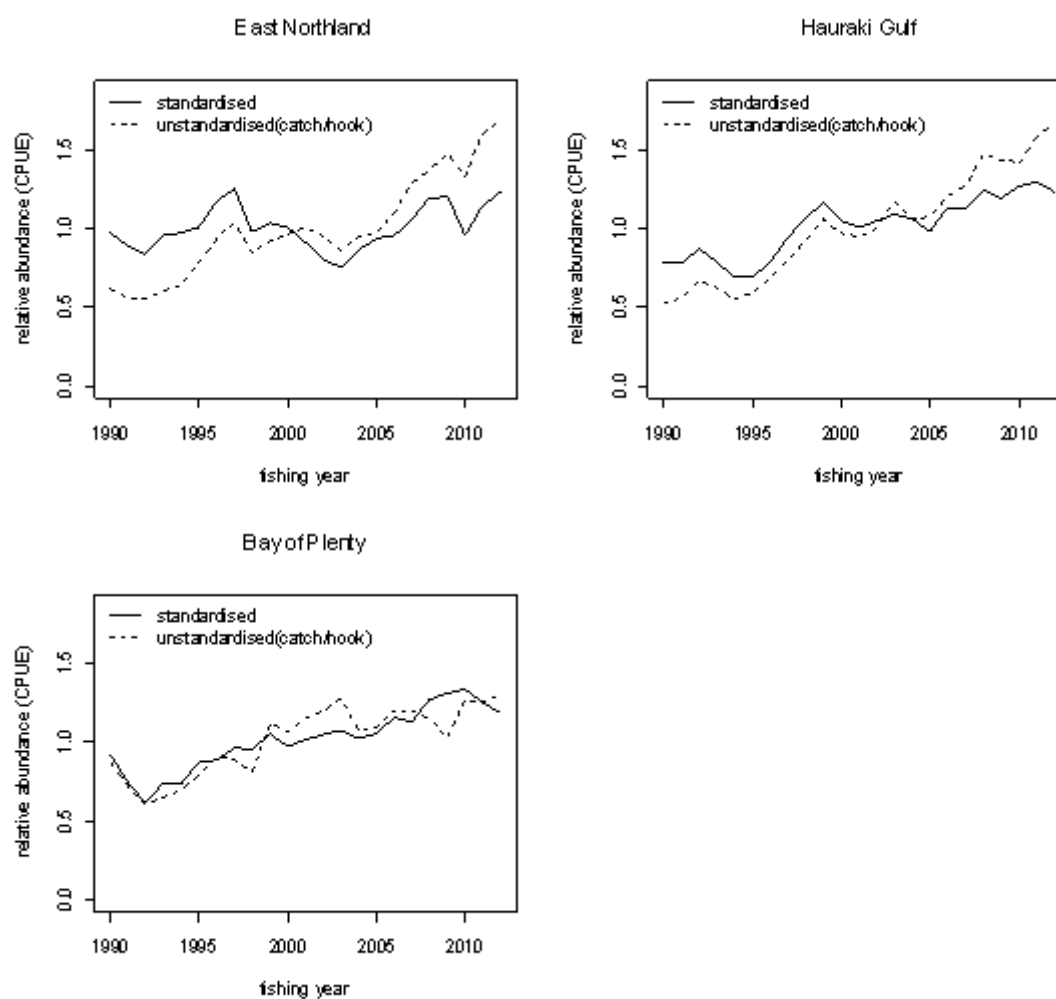 East Northland
standardised
unstandardised(catch/hook)
relative abundance (CPUE)
0.0 0.5 1.0 1.5
1990 1995 2000 2005 2010
fishing year
Hauraki Gulf
standardised
unstandardised(catch/hook)
relative abundance (CPUE)
0.0 0.5 1.0 1.5
1990 1995 2000 2005 2010
fishing year
Bay of Plenty
standardised
unstandardised(catch/hook)
relative abundance (CPUE)
0.0 0.5 1.0 1.5
1990 1995 2000 2005 2010
fishing year